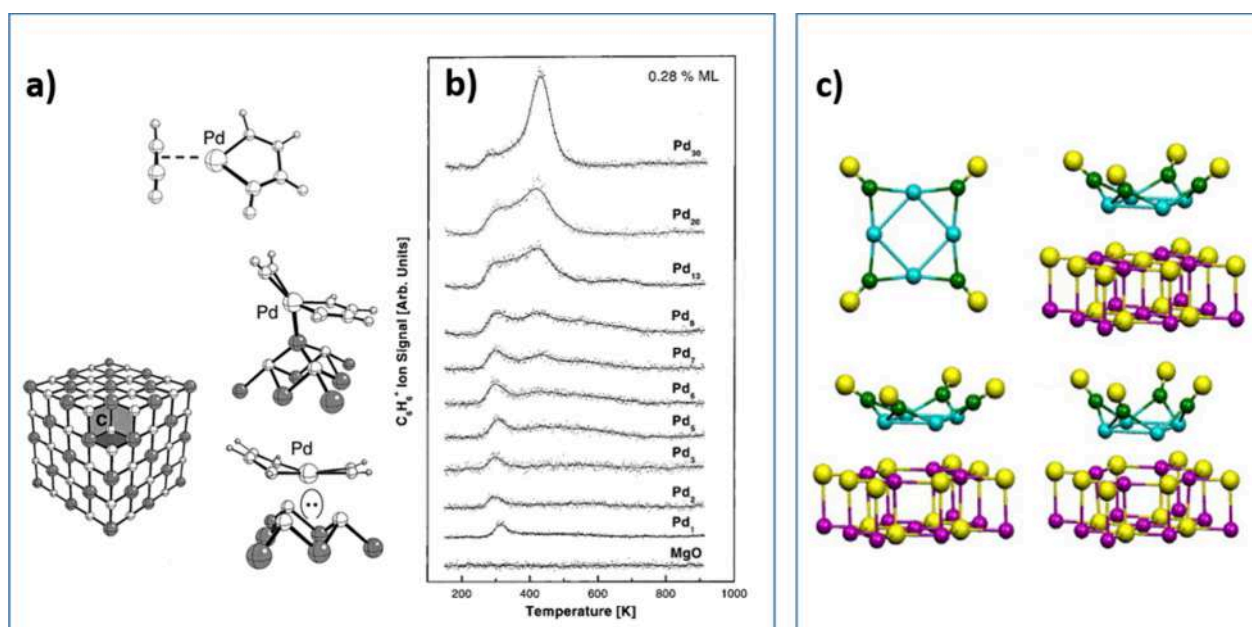 a)
Pd
Pd
c
Pd
b)
0.28 % ML
C₆H₆⁺ Ion Signal [Arb. Units]
Pd₃₀
Pd₂₀
Pd₁₃
Pd₈
Pd₇
Pd₆
Pd₅
Pd₃
Pd₂
Pd₁
MgO
200 400 600 800 1000
Temperature [K]
c)